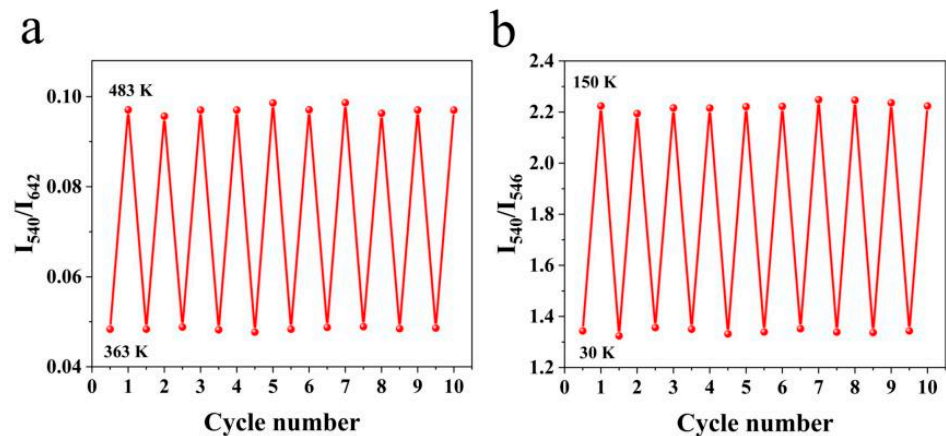 a
I540/I642
0.10
0.08
0.06
0.04
483 K
363 K
0 1 2 3 4 5 6 7 8 9 10
Cycle number
b
I540/I546
2.4
2.2
2.0
1.8
1.6
1.4
1.2
150 K
30 K
0 1 2 3 4 5 6 7 8 9 10
Cycle number